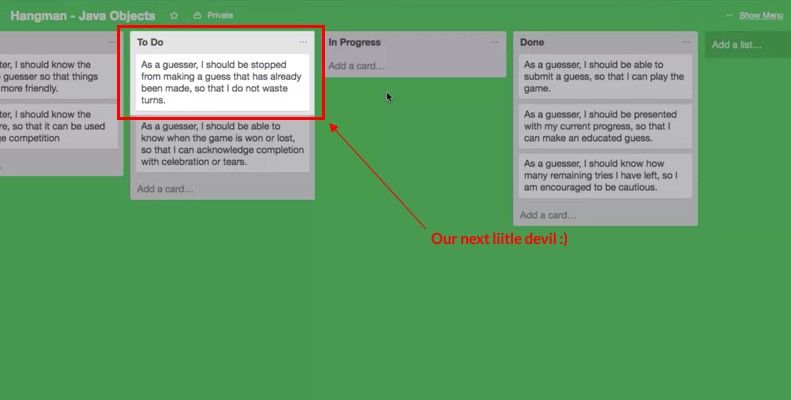 Hangman - Java Objects
Private
Show Menu
ter, I should know the
guesser so that things
more friendly.
ter, I should know the
re, so that it can be used
ge competition
To Do
As a guesser, I should be stopped
from making a guess that has already
been made, so that I do not waste
turns.
As a guesser, I should be able to
know when the game is won or lost,
so that I can acknowledge completion
with celebration or tears.
Add a card...
In Progress
Add a card...
Done
As a guesser, I should be able to
submit a guess, so that I can play the
game.
As a guesser, I should be presented
with my current progress, so that I
can make an educated guess.
As a guesser, I should know how
many remaining tries I have left, so I
am encouraged to be cautious.
Add a card...
Add a list...
Our next liitle devil :)